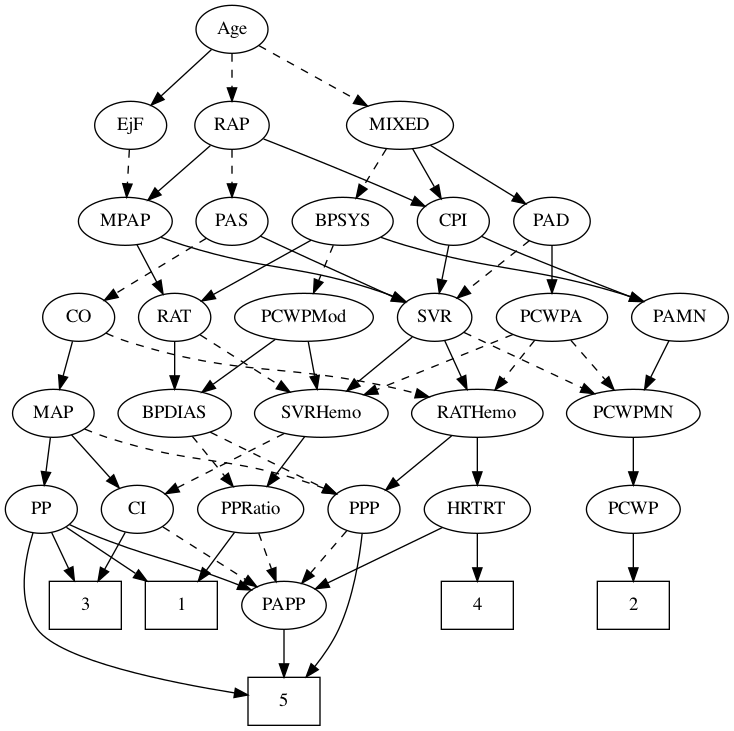 Age
EjF
RAP
MIXED
MPAP
PAS
BPSYS
CPI
PAD
CO
RAT
PCWPMod
SVR
PCWPA
PAMN
MAP
BPDIAS
SVRHemo
RATHemo
PCWPMN
PP
CI
PPRatio
PPP
HRTRT
PCWP
3
1
PAPP
4
2
5